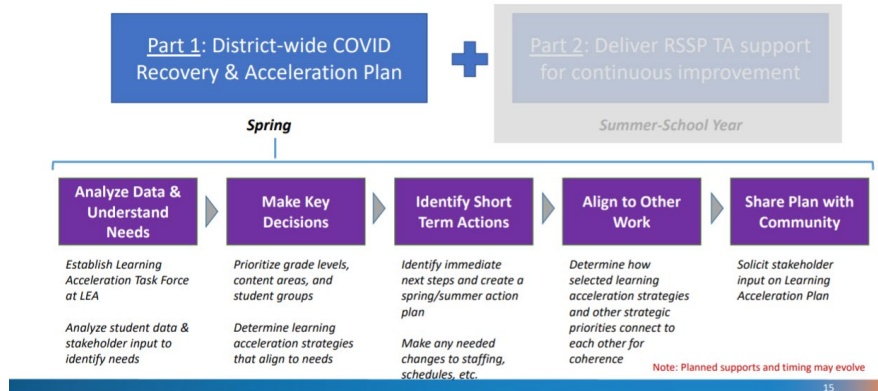 Part 1: District-wide COVID
Recovery & Acceleration Plan
Part 2: Deliver RSSP TA support
for continuous improvement
Spring
Summer-School Year
Analyze Data &
Understand
Needs
Make Key
Decisions
Identify Short
Term Actions
Align to Other
Work
Share Plan with
Community
Establish Learning
Acceleration Task Force
at LEA
Analyze student data &
stakeholder input to
identify needs
Prioritize grade levels,
content areas, and
student groups
Determine learning
acceleration strategies
that align to needs
Identify immediate
next steps and create a
spring/summer action
plan
Make any needed
changes to staffing,
schedules, etc.
Determine how
selected learning
acceleration strategies
and other strategic
priorities connect to
each other for
coherence
Solicit stakeholder
input on Learning
Acceleration Plan
Note: Planned supports and timing may evolve
15